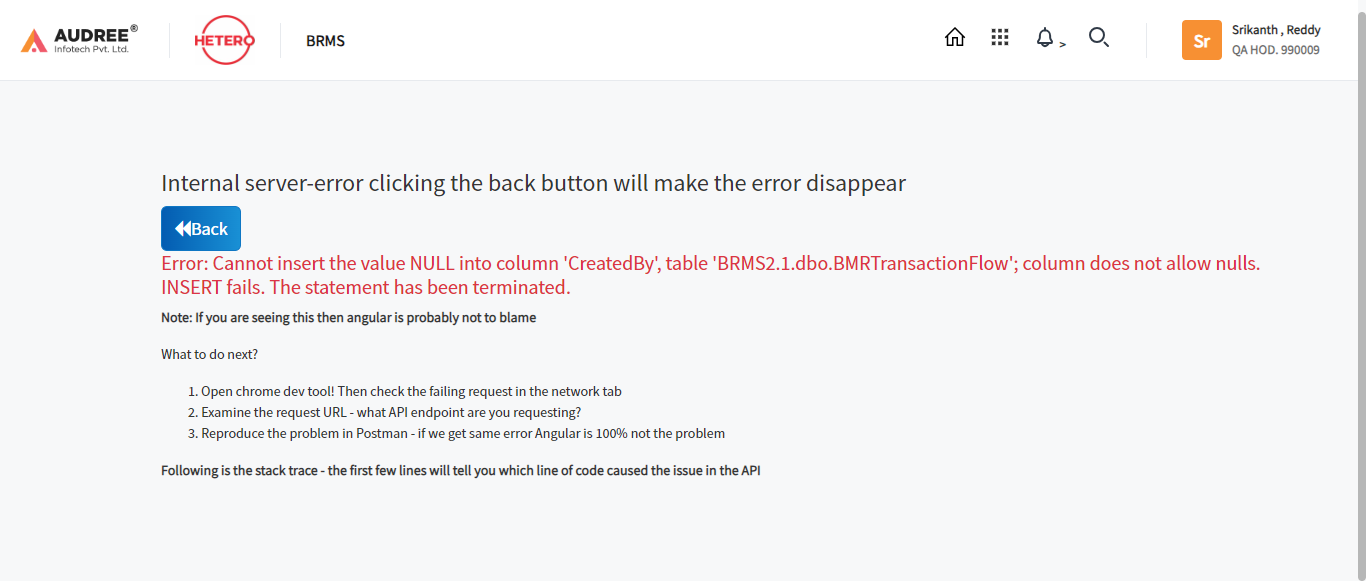 AUDREE®
Infotech Pvt. Ltd.
HETERO
BRMS
>
Sr
Srikanth , Reddy
QA HOD. 990009
Internal server-error clicking the back button will make the error disappear
Back
Error: Cannot insert the value NULL into column 'CreatedBy', table 'BRMS2.1.dbo.BMRTransactionFlow'; column does not allow nulls.
INSERT fails. The statement has been terminated.
Note: If you are seeing this then angular is probably not to blame
What to do next?
1. Open chrome dev tool! Then check the failing request in the network tab
2. Examine the request URL - what API endpoint are you requesting?
3. Reproduce the problem in Postman - if we get same error Angular is 100% not the problem
Following is the stack trace - the first few lines will tell you which line of code caused the issue in the API